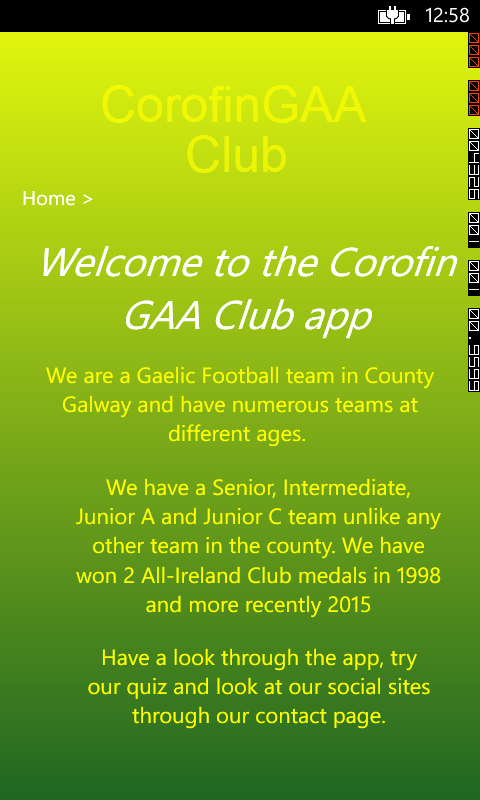 12:58
CorofinGAA
Club
Home >
Welcome to the Corofin
GAA Club app
We are a Gaelic Football team in County
Galway and have numerous teams at
different ages.
We have a Senior, Intermediate,
Junior A and Junior C team unlike any
other team in the county. We have
won 2 All-Ireland Club medals in 1998
and more recently 2015
Have a look through the app, try
our quiz and look at our social sites
through our contact page.
000
000